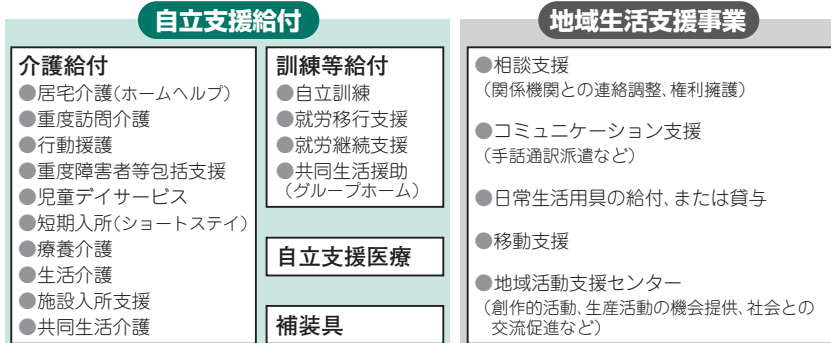 自立支援給付
介護給付
●居宅介護(ホームヘルプ)
●重度訪問介護
●行動援護
●重度障害者等包括支援
●児童デイサービス
●短期入所(ショートステイ)
●療養介護
●生活介護
●施設入所支援
●共同生活介護
訓練等給付
●自立訓練
●就労移行支援
●就労継続支援
●共同生活援助
(グループホーム)
自立支援医療
補装具
地域生活支援事業
●相談支援
(関係機関との連絡調整、権利擁護)
●コミュニケーション支援
(手話通訳派遣など)
●日常生活用具の給付、または貸与
●移動支援
●地域活動支援センター
(創作的活動、生産活動の機会提供、社会との
交流促進など)